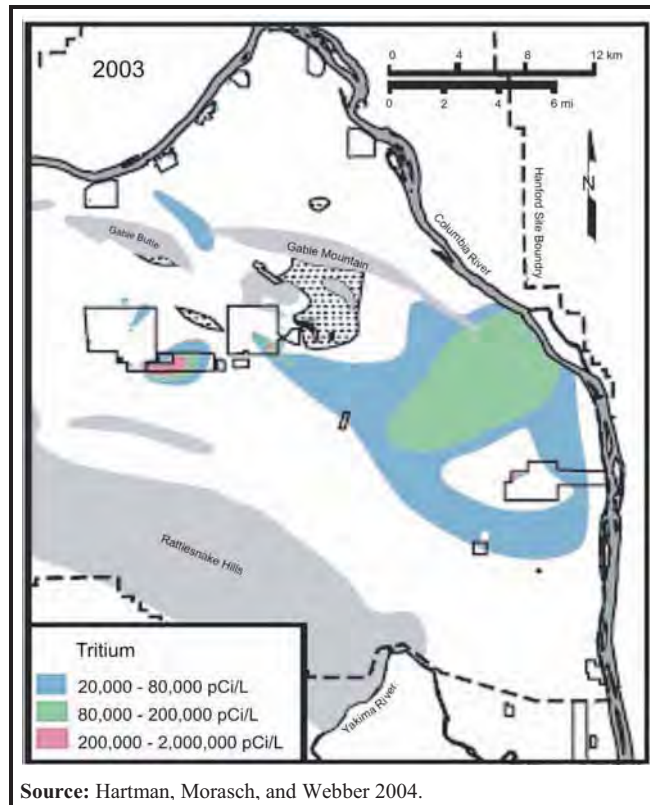 2003
0 4 8 12 km
0 2 4 6 mi
N
Hanford Site Boundary
Columbia River
Gable Butte
Gable Mountain
Rattlesnake Hills
Yakima River
Tritium
20,000 - 80,000 pCi/L
80,000 - 200,000 pCi/L
200,000 - 2,000,000 pCi/L
Source: Hartman, Morasch, and Webber 2004.